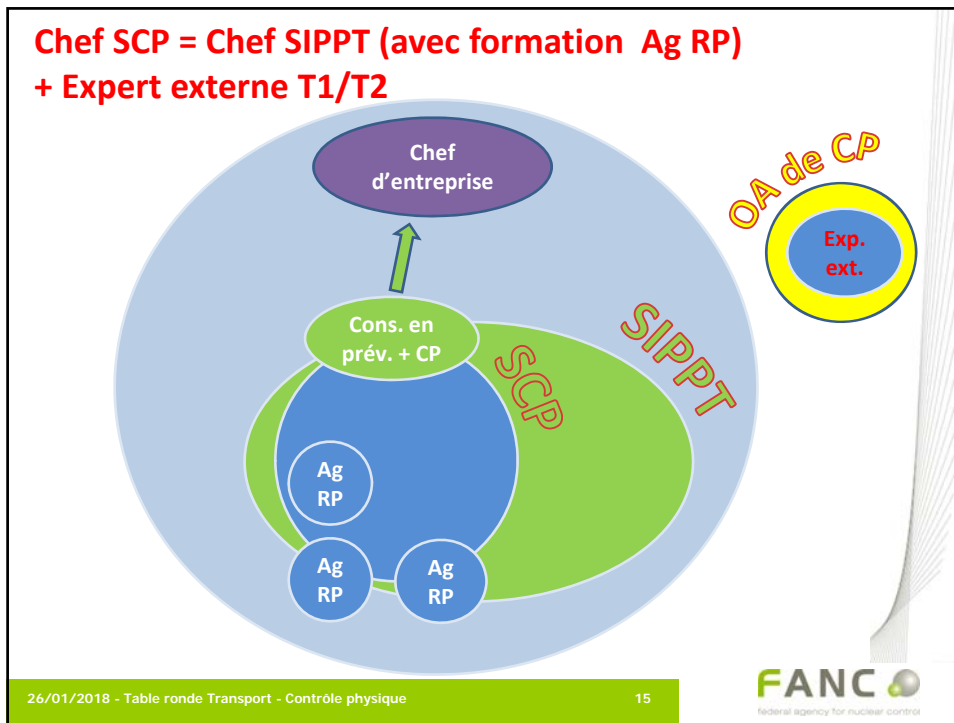 Chef SCP = Chef SIPPT (avec formation Ag RP)
+ Expert externe T1/T2
Chef
d'entreprise
OA de CP
Exp.
ext.
Cons. en
prév. + CP
SCP
SIPPT
Ag
RP
Ag
RP
Ag
RP
26/01/2018 - Table ronde Transport - Contrôle physique
15
FANC
federal agency for nuclear control